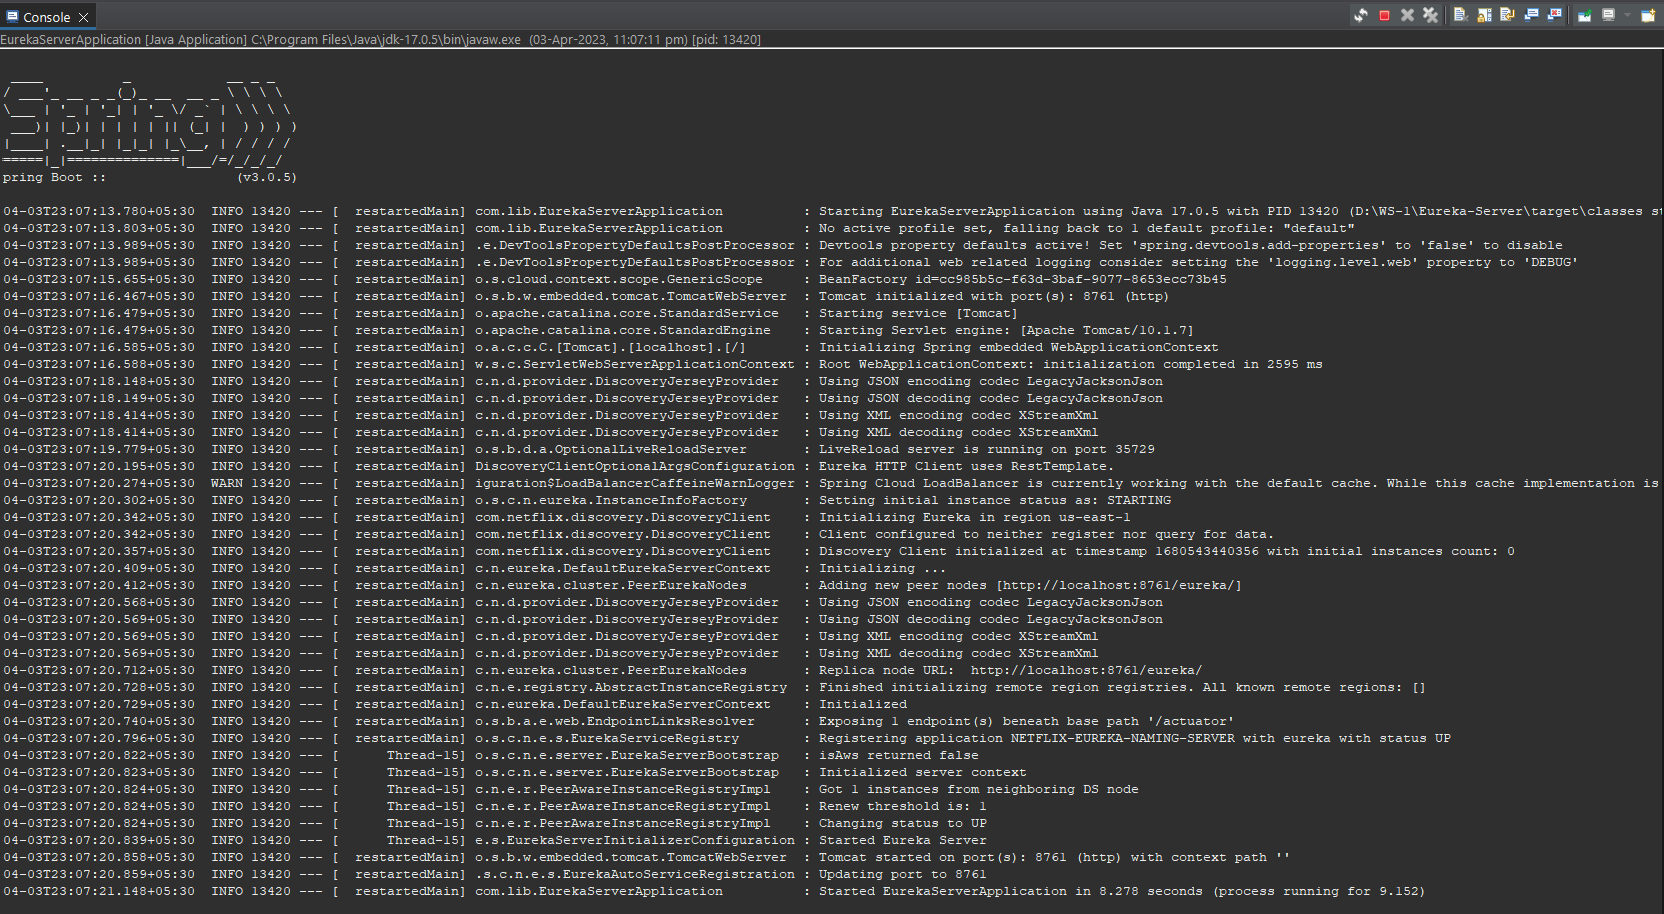 Console
EurekaServerApplication [Java Application] C:\Program Files\Java\jdk-17.0.5\bin\javaw.exe (03-Apr-2023, 11:07:11 pm) [pid: 13420]
Spring
pring Boot :: (v3.0.5)
04-03T23:07:13.780+05:30 INFO 13420 --- [ restartedMain] com.lib.EurekaServerApplication : Starting EurekaServerApplication using Java 17.0.5 with PID 13420 (D:\WS-1\Eureka-Server\target\classes st
04-03T23:07:13.803+05:30 INFO 13420 --- [ restartedMain] com.lib.EurekaServerApplication : No active profile set, falling back to 1 default profile: "default"
04-03T23:07:13.989+05:30 INFO 13420 --- [ restartedMain] .e.DevToolsPropertyDefaultsPostProcessor : Devtools property defaults active! Set 'spring.devtools.add-properties' to 'false' to disable
04-03T23:07:13.989+05:30 INFO 13420 --- [ restartedMain] .e.DevToolsPropertyDefaultsPostProcessor : For additional web related logging consider setting the 'logging.level.web' property to 'DEBUG'
04-03T23:07:15.655+05:30 INFO 13420 --- [ restartedMain] o.s.cloud.context.scope.GenericScope : BeanFactory id=cc985b5c-f63d-3baf-9077-8653ecc73b45
04-03T23:07:16.467+05:30 INFO 13420 --- [ restartedMain] o.s.b.w.embedded.tomcat.TomcatWebServer : Tomcat initialized with port(s): 8761 (http)
04-03T23:07:16.479+05:30 INFO 13420 --- [ restartedMain] o.apache.catalina.core.StandardService : Starting service [Tomcat]
04-03T23:07:16.479+05:30 INFO 13420 --- [ restartedMain] o.apache.catalina.core.StandardEngine : Starting Servlet engine: [Apache Tomcat/10.1.7]
04-03T23:07:16.585+05:30 INFO 13420 --- [ restartedMain] o.a.c.c.C.[Tomcat].[localhost].[/] : Initializing Spring embedded WebApplicationContext
04-03T23:07:16.588+05:30 INFO 13420 --- [ restartedMain] w.s.c.ServletWebServerApplicationContext : Root WebApplicationContext: initialization completed in 2595 ms
04-03T23:07:18.148+05:30 INFO 13420 --- [ restartedMain] c.n.d.provider.DiscoveryJerseyProvider : Using JSON encoding codec LegacyJacksonJson
04-03T23:07:18.149+05:30 INFO 13420 --- [ restartedMain] c.n.d.provider.DiscoveryJerseyProvider : Using JSON decoding codec LegacyJacksonJson
04-03T23:07:18.414+05:30 INFO 13420 --- [ restartedMain] c.n.d.provider.DiscoveryJerseyProvider : Using XML encoding codec XStreamXml
04-03T23:07:18.414+05:30 INFO 13420 --- [ restartedMain] c.n.d.provider.DiscoveryJerseyProvider : Using XML decoding codec XStreamXml
04-03T23:07:19.779+05:30 INFO 13420 --- [ restartedMain] o.s.b.d.a.OptionalLiveReloadServer : LiveReload server is running on port 35729
04-03T23:07:20.195+05:30 INFO 13420 --- [ restartedMain] DiscoveryClientOptionalArgsConfiguration : Eureka HTTP Client uses RestTemplate.
04-03T23:07:20.274+05:30 WARN 13420 --- [ restartedMain] iguration$LoadBalancerCaffeineWarnLogger : Spring Cloud LoadBalancer is currently working with the default cache. While this cache implementation is
04-03T23:07:20.302+05:30 INFO 13420 --- [ restartedMain] o.s.c.n.eureka.InstanceInfoFactory : Setting initial instance status as: STARTING
04-03T23:07:20.342+05:30 INFO 13420 --- [ restartedMain] com.netflix.discovery.DiscoveryClient : Initializing Eureka in region us-east-1
04-03T23:07:20.342+05:30 INFO 13420 --- [ restartedMain] com.netflix.discovery.DiscoveryClient : Client configured to neither register nor query for data.
04-03T23:07:20.357+05:30 INFO 13420 --- [ restartedMain] com.netflix.discovery.DiscoveryClient : Discovery Client initialized at timestamp 1680543440356 with initial instances count: 0
04-03T23:07:20.409+05:30 INFO 13420 --- [ restartedMain] c.n.eureka.DefaultEurekaServerContext : Initializing ...
04-03T23:07:20.412+05:30 INFO 13420 --- [ restartedMain] c.n.eureka.cluster.PeerEurekaNodes : Adding new peer nodes [http://localhost:8761/eureka/]
04-03T23:07:20.568+05:30 INFO 13420 --- [ restartedMain] c.n.d.provider.DiscoveryJerseyProvider : Using JSON encoding codec LegacyJacksonJson
04-03T23:07:20.569+05:30 INFO 13420 --- [ restartedMain] c.n.d.provider.DiscoveryJerseyProvider : Using JSON decoding codec LegacyJacksonJson
04-03T23:07:20.569+05:30 INFO 13420 --- [ restartedMain] c.n.d.provider.DiscoveryJerseyProvider : Using XML encoding codec XStreamXml
04-03T23:07:20.569+05:30 INFO 13420 --- [ restartedMain] c.n.d.provider.DiscoveryJerseyProvider : Using XML decoding codec XStreamXml
04-03T23:07:20.712+05:30 INFO 13420 --- [ restartedMain] c.n.eureka.cluster.PeerEurekaNodes : Replica node URL: http://localhost:8761/eureka/
04-03T23:07:20.728+05:30 INFO 13420 --- [ restartedMain] c.n.e.registry.AbstractInstanceRegistry : Finished initializing remote region registries. All known remote regions: []
04-03T23:07:20.729+05:30 INFO 13420 --- [ restartedMain] c.n.eureka.DefaultEurekaServerContext : Initialized
04-03T23:07:20.740+05:30 INFO 13420 --- [ restartedMain] o.s.b.a.e.web.EndpointLinksResolver : Exposing 1 endpoint(s) beneath base path '/actuator'
04-03T23:07:20.796+05:30 INFO 13420 --- [ restartedMain] o.s.c.n.e.s.EurekaServiceRegistry : Registering application NETFLIX-EUREKA-NAMING-SERVER with eureka with status UP
04-03T23:07:20.822+05:30 INFO 13420 --- [ Thread-15] o.s.c.n.e.server.EurekaServerBootstrap : isAws returned false
04-03T23:07:20.823+05:30 INFO 13420 --- [ Thread-15] o.s.c.n.e.server.EurekaServerBootstrap : Initialized server context
04-03T23:07:20.824+05:30 INFO 13420 --- [ Thread-15] c.n.e.r.PeerAwareInstanceRegistryImpl : Got 1 instances from neighboring DS node
04-03T23:07:20.824+05:30 INFO 13420 --- [ Thread-15] c.n.e.r.PeerAwareInstanceRegistryImpl : Renew threshold is: 1
04-03T23:07:20.824+05:30 INFO 13420 --- [ Thread-15] c.n.e.r.PeerAwareInstanceRegistryImpl : Changing status to UP
04-03T23:07:20.839+05:30 INFO 13420 --- [ Thread-15] e.s.EurekaServerInitializerConfiguration : Started Eureka Server
04-03T23:07:20.858+05:30 INFO 13420 --- [ restartedMain] o.s.b.w.embedded.tomcat.TomcatWebServer : Tomcat started on port(s): 8761 (http) with context path ''
04-03T23:07:20.859+05:30 INFO 13420 --- [ restartedMain] .s.c.n.e.s.EurekaAutoServiceRegistration : Updating port to 8761
04-03T23:07:21.148+05:30 INFO 13420 --- [ restartedMain] com.lib.EurekaServerApplication : Started EurekaServerApplication in 8.278 seconds (process running for 9.152)